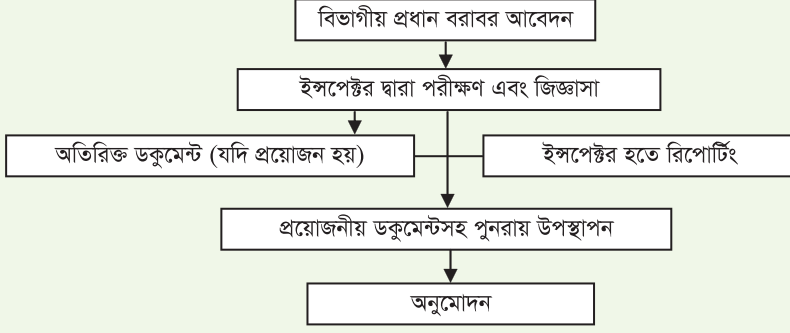 বিভাগীয় প্রধান বরাবর আবেদন
ইন্সপেক্টর দ্বারা পরীক্ষণ এবং জিজ্ঞাসা
অতিরিক্ত ডকুমেন্ট (যদি প্রয়োজন হয়)
ইন্সপেক্টর হতে রিপোর্টিং
প্রয়োজনীয় ডকুমেন্টসহ পুনরায় উপস্থাপন
অনুমোদন